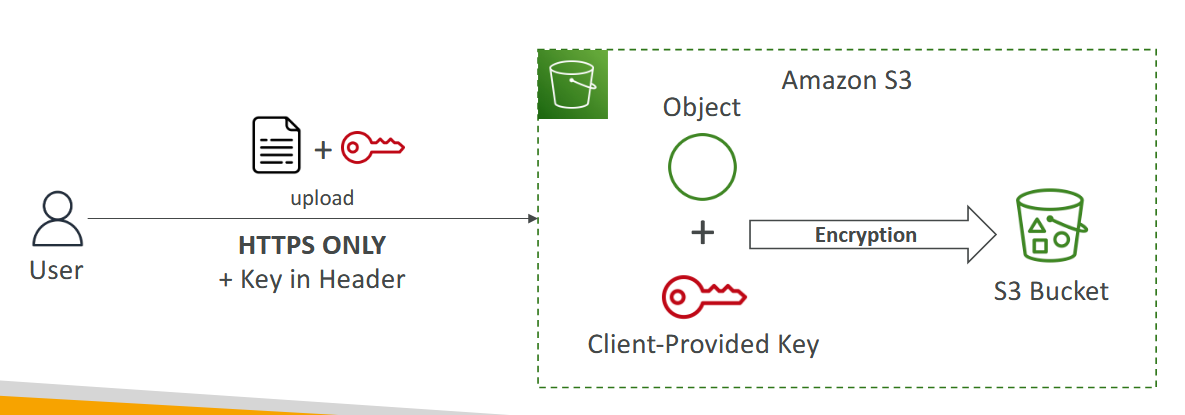 Amazon S3
Object
+
upload
HTTPS ONLY
+ Key in Header
User
+
Encryption
S3 Bucket
Client-Provided Key